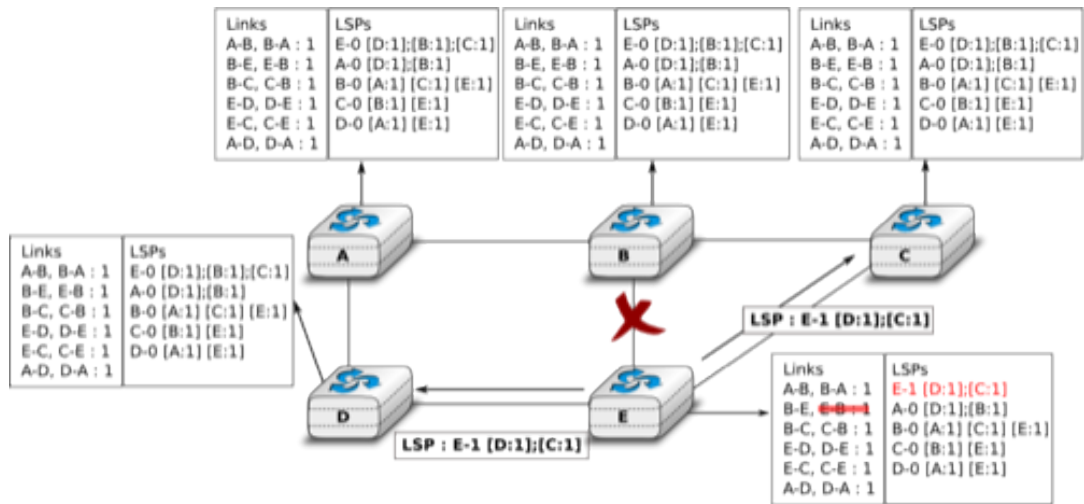 Links
A-B, B-A : 1
B-E, E-B : 1
B-C, C-B : 1
E-D, D-E : 1
E-C, C-E : 1
A-D, D-A : 1
LSPs
E-0 [D:1];[B:1];[C:1]
A-0 [D:1];[B:1]
B-0 [A:1] [C:1] [E:1]
C-0 [B:1] [E:1]
D-0 [A:1] [E:1]
Links
A-B, B-A : 1
B-E, E-B : 1
B-C, C-B : 1
E-D, D-E : 1
E-C, C-E : 1
A-D, D-A : 1
LSPs
E-0 [D:1];[B:1];[C:1]
A-0 [D:1];[B:1]
B-0 [A:1] [C:1] [E:1]
C-0 [B:1] [E:1]
D-0 [A:1] [E:1]
Links
A-B, B-A : 1
B-E, E-B : 1
B-C, C-B : 1
E-D, D-E : 1
E-C, C-E : 1
A-D, D-A : 1
LSPs
E-0 [D:1];[B:1];[C:1]
A-0 [D:1];[B:1]
B-0 [A:1] [C:1] [E:1]
C-0 [B:1] [E:1]
D-0 [A:1] [E:1]
A
B
C
Links
A-B, B-A : 1
B-E, E-B : 1
B-C, C-B : 1
E-D, D-E : 1
E-C, C-E : 1
A-D, D-A : 1
LSPs
E-0 [D:1];[B:1];[C:1]
A-0 [D:1];[B:1]
B-0 [A:1] [C:1] [E:1]
C-0 [B:1] [E:1]
D-0 [A:1] [E:1]
LSP : E-1 [D:1];[C:1]
D
E
LSP : E-1 [D:1];[C:1]
Links
A-B, B-A : 1
B-E, E-B : 1
B-C, C-B : 1
E-D, D-E : 1
E-C, C-E : 1
A-D, D-A : 1
LSPs
E-1 [D:1];[C:1]
A-0 [D:1];[B:1]
B-0 [A:1] [C:1] [E:1]
C-0 [B:1] [E:1]
D-0 [A:1] [E:1]